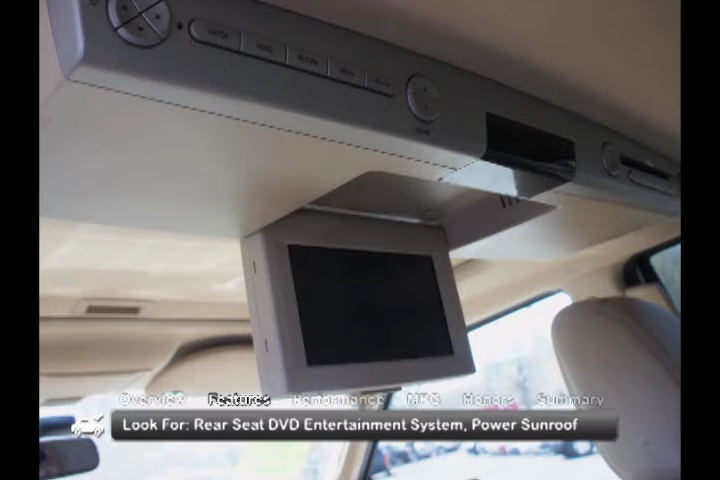 Overview Features Performance MPG Honors Summary
Look For: Rear Seat DVD Entertainment System, Power Sunroof